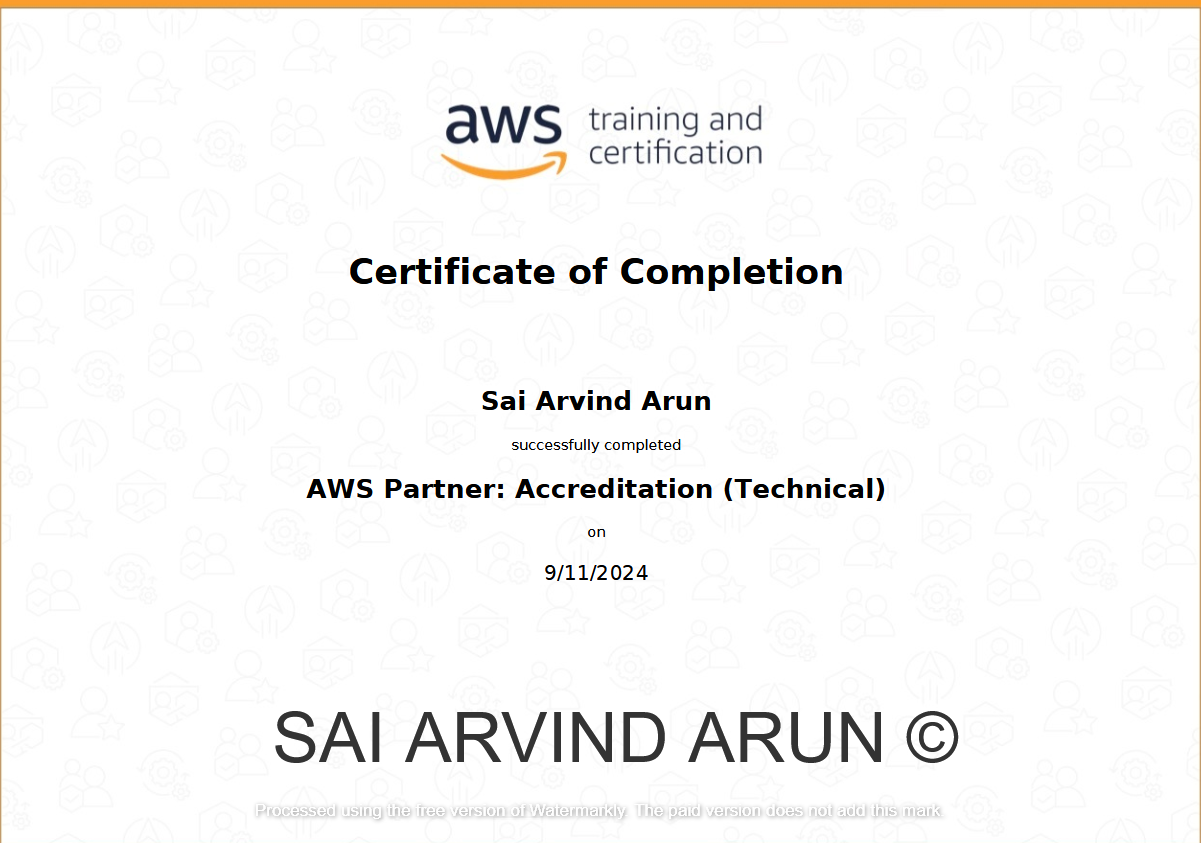 aws training and
certification
Certificate of Completion
Sai Arvind Arun
successfully completed
AWS Partner: Accreditation (Technical)
on
9/11/2024
SAI ARVIND ARUN ©
Processed using the free version of Watermarkly. The paid version does not add this mark.